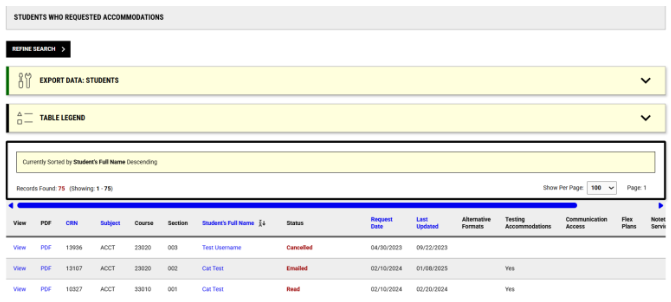 STUDENTS WHO REQUESTED ACCOMMODATIONS
REFINE SEARCH
EXPORT DATA: STUDENTS
TABLE LEGEND
Currently Sorted by Student's Full Name Descending
Records Found: 75 (Showing: 1 - 75) Show Per Page 100 Page: 1
View PDF CRN Subject Course Section Student's Full Name Status Request Date Last Updated Alternative Formats Testing Accommodations Communication Access Flex Plans
View PDF 13936 ACCT 23020 003 Test Username Cancelled 04/30/2023 09/22/2023
View PDF 13107 ACCT 23020 002 Cat Test Emailed 02/10/2024 01/08/2025 Yes
View PDF 10327 ACCT 33010 001 Cat Test Read 02/10/2024 02/20/2024 Yes